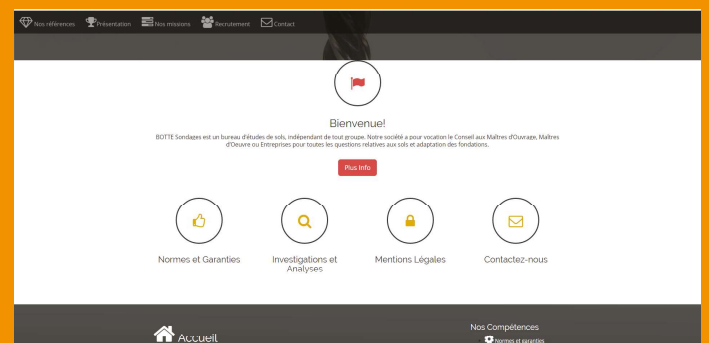 Nos références Présentation Nos missions Recrutement Contact
Bienvenue!
BOTTE Sondages est un bureau d'études de sols, indépendant de tout groupe. Notre société a pour vocation le Conseil aux Maîtres d'Ouvrage, Maîtres
d'Oeuvre ou Entreprises pour toutes les questions relatives aux sols et adaptation des fondations.
Plus Info
Normes et Garanties
Investigations et
Analyses
Mentions Légales
Contactez-nous
Accueil
Nos Compétences
Normes et garanties